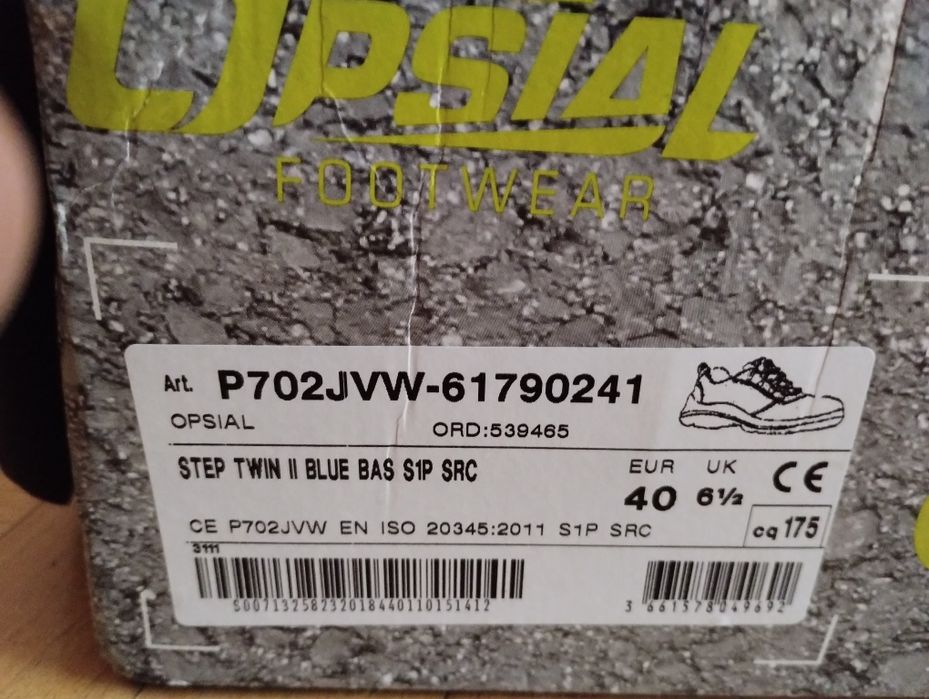 OPSIAL
FOOTWEAR
Art. P702JVW-61790241
OPSIAL ORD:539465
STEP TWIN II BLUE BAS S1P SRC
EUR UK
40 6½
CE
CE P702JVW EN ISO 20345:2011 S1P SRC
cq 175
3111
S00713258232018440110151412
3 661578 049692